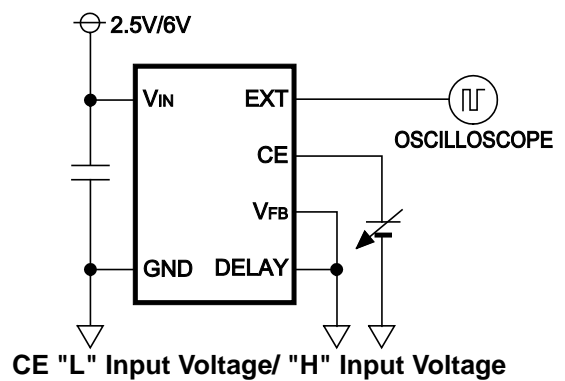 2.5V/6V
VIN
EXT
OSCILLOSCOPE
CE
VFB
GND
DELAY
CE "L" Input Voltage/ "H" Input Voltage